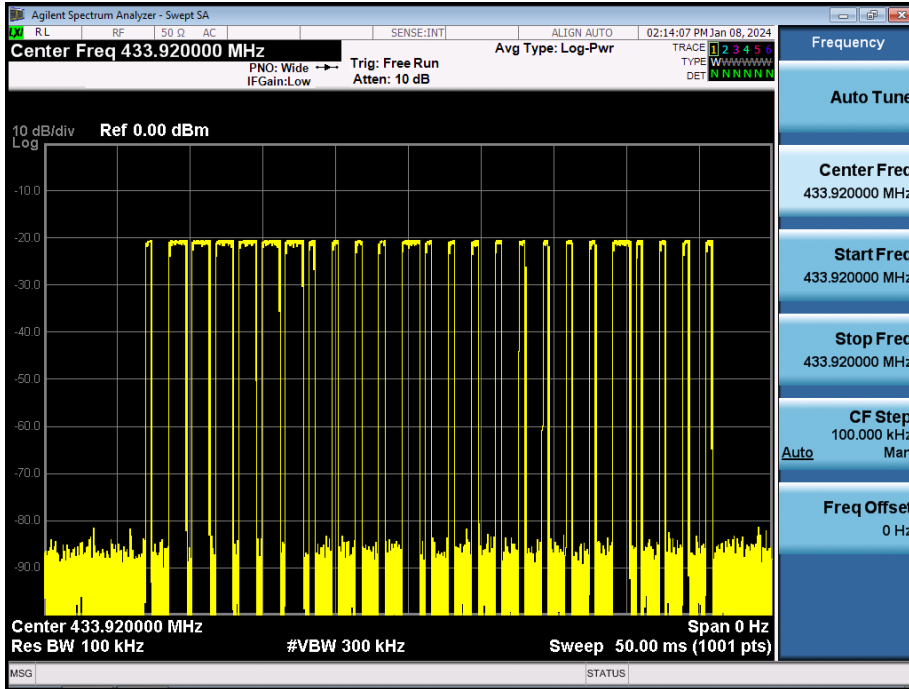 Agilent Spectrum Analyzer - Swept SA
LXI RL RF 50 Ω AC SENSE:INT ALIGN AUTO 02:14:07 PM Jan 08, 2024
Center Freq 433.920000 MHz
PNO: Wide
IFGain:Low
Trig: Free Run
Atten: 10 dB
Avg Type: Log-Pwr
TRACE 1 2 3 4 5 6
TYPE WWWWWW
DET N N N N N N
10 dB/div Ref 0.00 dBm
Log
-10.0
-20.0
-30.0
-40.0
-50.0
-60.0
-70.0
-80.0
-90.0
Center 433.920000 MHz Span 0 Hz
Res BW 100 kHz #VBW 300 kHz Sweep 50.00 ms (1001 pts)
MSG STATUS
Frequency
Auto Tune
Center Freq
433.920000 MHz
Start Freq
433.920000 MHz
Stop Freq
433.920000 MHz
CF Step
100.000 kHz
Auto Man
Freq Offset
0 Hz